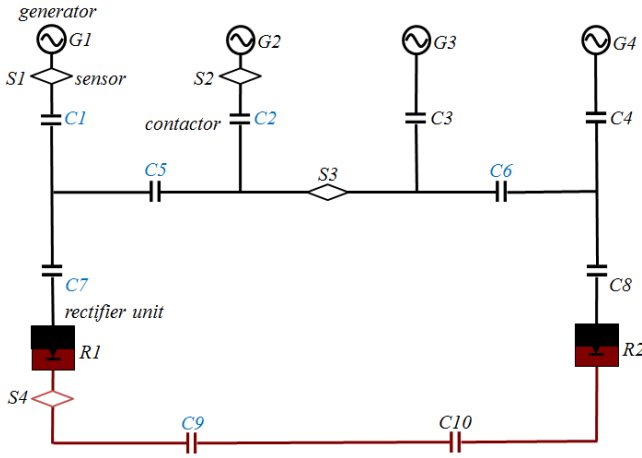 generator
G1
G2
G3
G4
S1
sensor
S2
C1
contactor
C2
C3
C4
C5
S3
C6
C7
C8
rectifier unit
R1
R2
S4
C9
C10